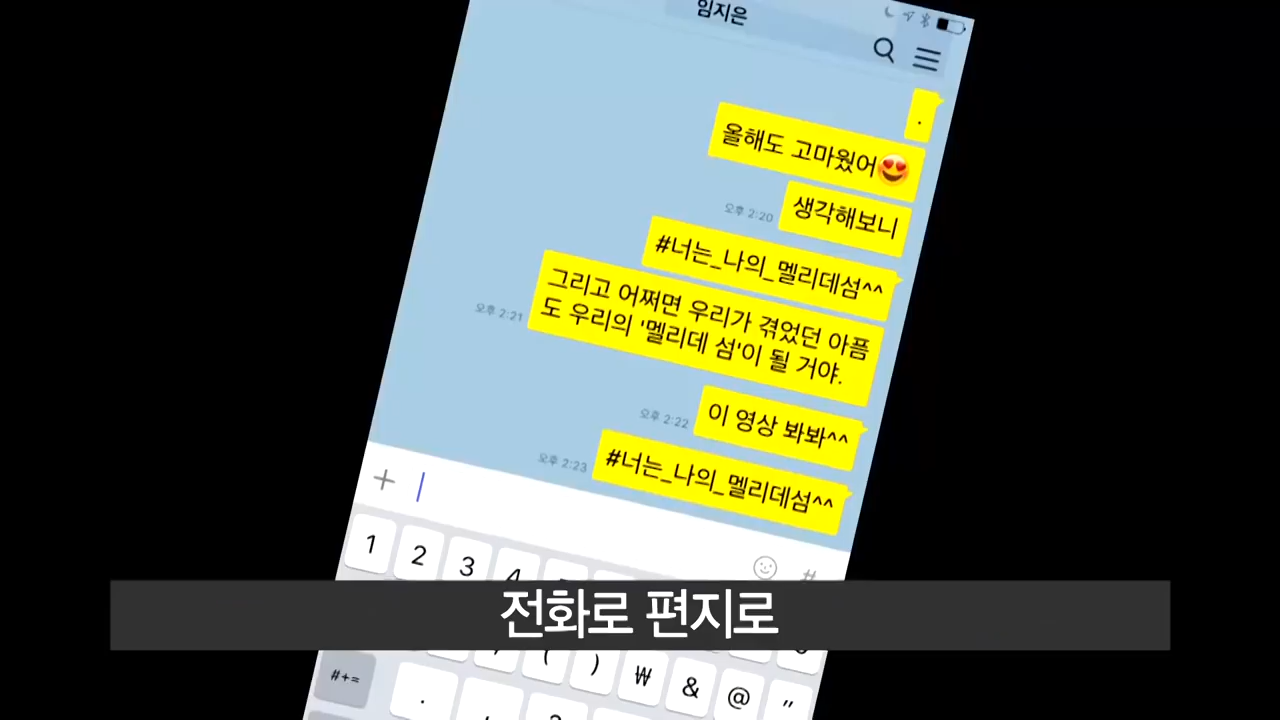 임지은
.
올해도 고마웠어😍
생각해보니
오후 2:20
#너는_나의_멜리데섬^^
그리고 어쩌면 우리가 겪었던 아픔
도 우리의 '멜리데 섬'이 될 거야.
오후 2:21
이 영상 봐봐^^
오후 2:22
#너는_나의_멜리데섬^^
오후 2:23
#
1 2 3 4
전화로 편지로
( ) ₩ & @ "
#+= .